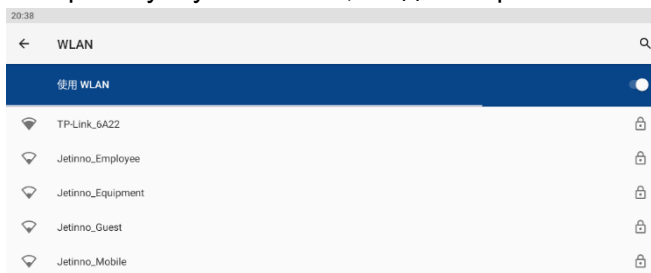 20:38
WLAN
使用 WLAN
TP-Link_6A22
Jetinno_Employee
Jetinno_Equipment
Jetinno_Guest
Jetinno_Mobile